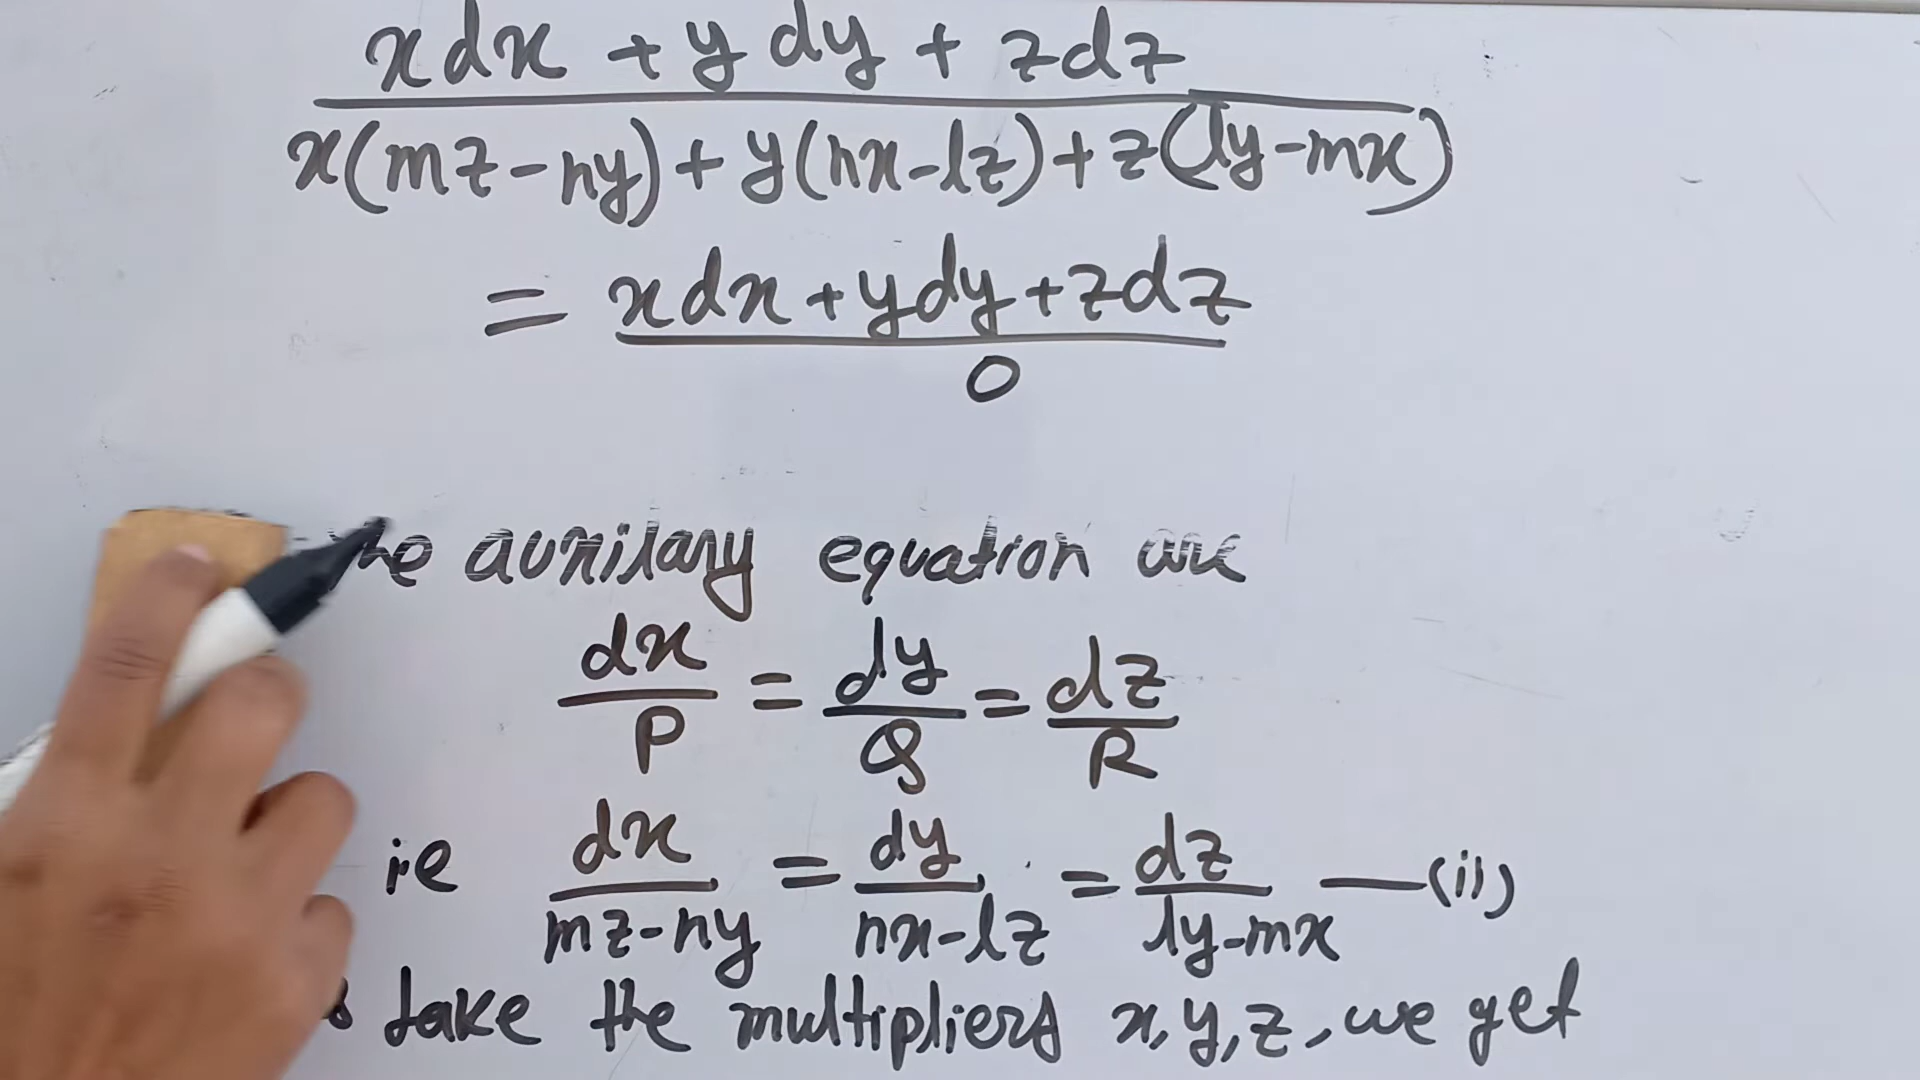 xdx + ydy + zdz
x(mz-ny) + y(nx-lz) + z(ly-mx)
= xdx + ydy + zdz
0
auxilary equation are
dx/P = dy/Q = dz/R
ie dx/mz-ny = dy/nx-lz = dz/ly-mx —(ii)
take the multipliers x, y, z, we get